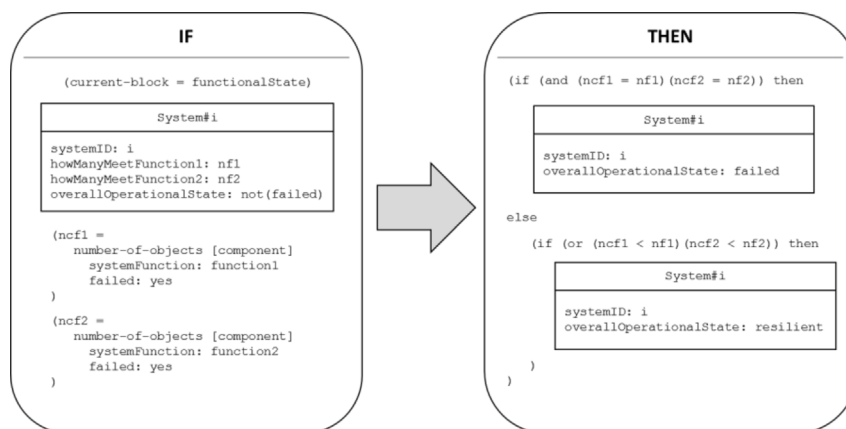 IF
(current-block = functionalState)
System#i
systemID: i
howManyMeetFunction1: nf1
howManyMeetFunction2: nf2
overallOperationalState: not(failed)
(ncf1 =
number-of-objects [component]
systemFunction: function1
failed: yes
)
(ncf2 =
number-of-objects [component]
systemFunction: function2
failed: yes
)
THEN
(if (and (ncf1 = nf1)(ncf2 = nf2)) then
System#i
systemID: i
overallOperationalState: failed
else
(if (or (ncf1 < nf1)(ncf2 < nf2)) then
System#i
systemID: i
overallOperationalState: resilient
)
)